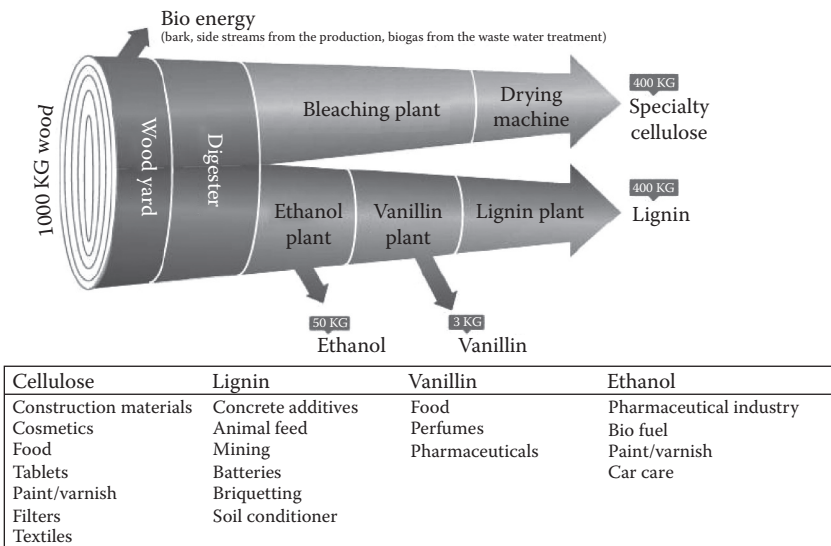 Bio energy
(bark, side streams from the production, biogas from the waste water treatment)
1000 KG wood
Wood yard
Digester
Bleaching plant
Drying
machine
400 KG
Specialty
cellulose
Ethanol
plant
Vanillin
plant
Lignin plant
400 KG
Lignin
50 KG
Ethanol
3 KG
Vanillin
Cellulose Lignin Vanillin Ethanol
Construction materials Concrete additives Food Pharmaceutical industry
Cosmetics Animal feed Perfumes Bio fuel
Food Mining Pharmaceuticals Paint/varnish
Tablets Batteries Car care
Paint/varnish Briquetting
Filters Soil conditioner
Textiles